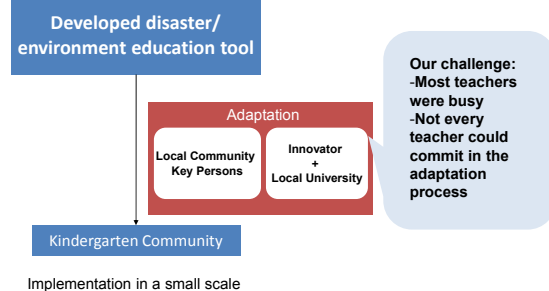 Developed disaster/
environment education tool
Adaptation
Local Community
Key Persons
Innovator
+
Local University
Our challenge:
-Most teachers
were busy
-Not every
teacher could
commit in the
adaptation
process
Kindergarten Community
Implementation in a small scale